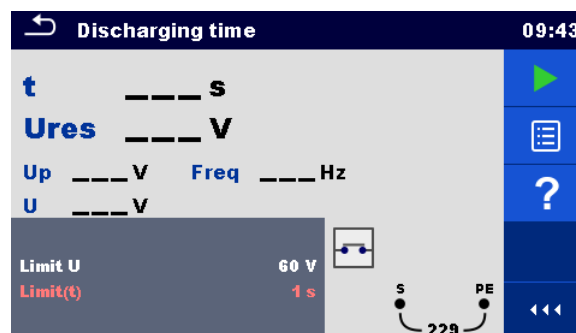 Discharging time 09:43
t ___ s
Ures ___ V
Up ___ V Freq ___ Hz
U ___ V
?
Limit U 60 V
Limit(t) 1 s
S PE
229